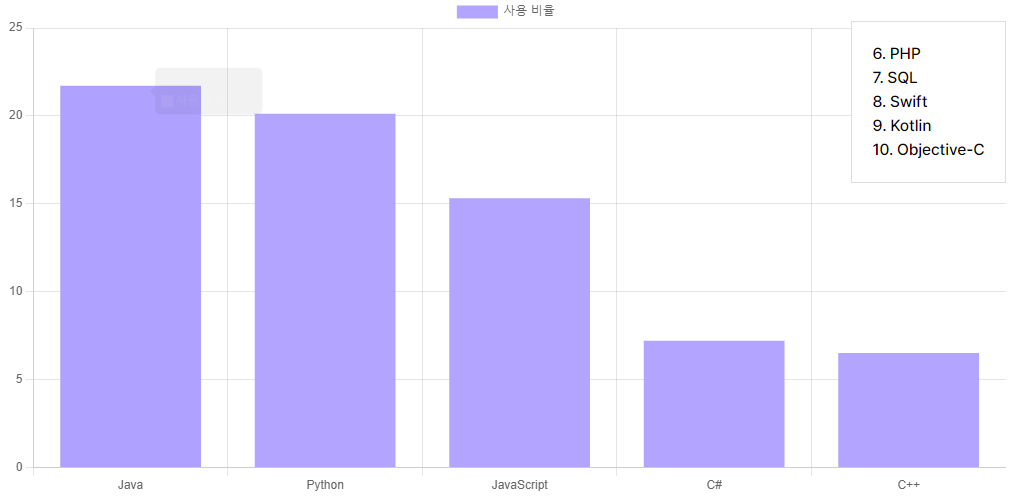 사용 비율
25
20
15
10
5
0
Java
Python
JavaScript
C#
C++
6. PHP
7. SQL
8. Swift
9. Kotlin
10. Objective-C